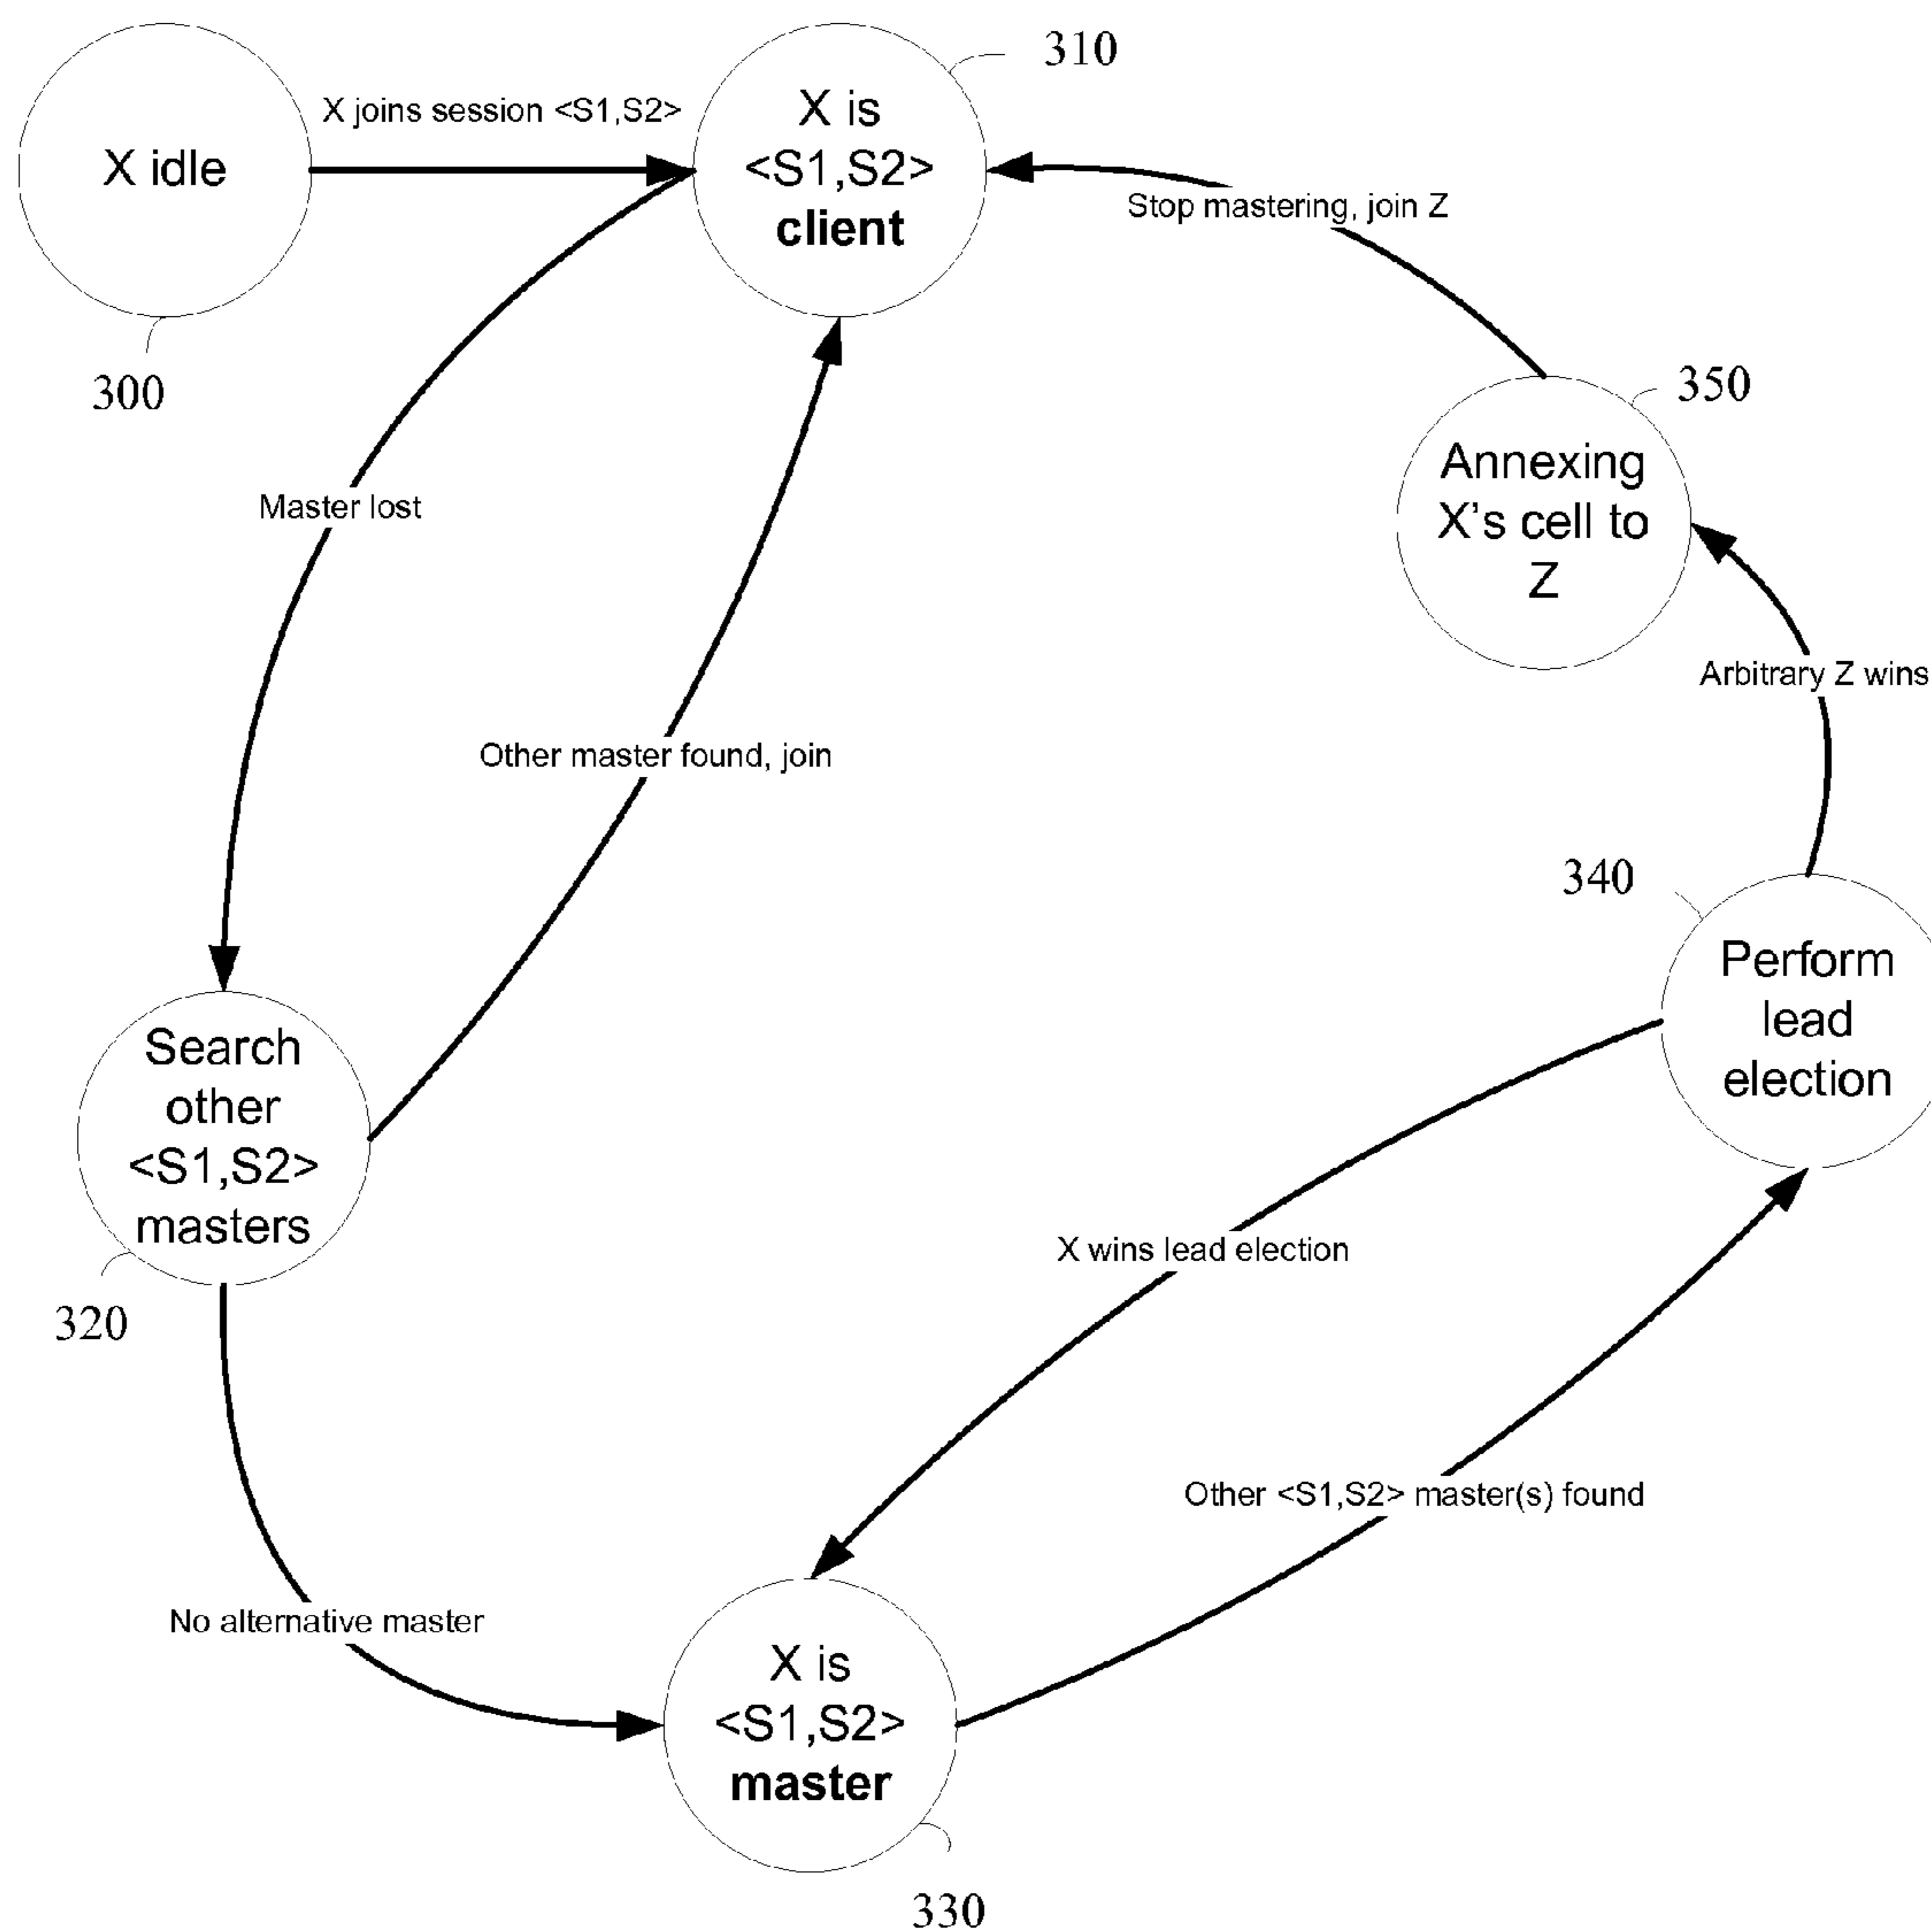 310
X idle
X joins session <S1,S2>
X is
<S1,S2>
client
Stop mastering, join Z
300
350
Annexing
X's cell to
Z
Master lost
Arbitrary Z wins
Other master found, join
340
Perform
lead
election
Search
other
<S1,S2>
masters
320
X wins lead election
Other <S1,S2> master(s) found
No alternative master
X is
<S1,S2>
master
330